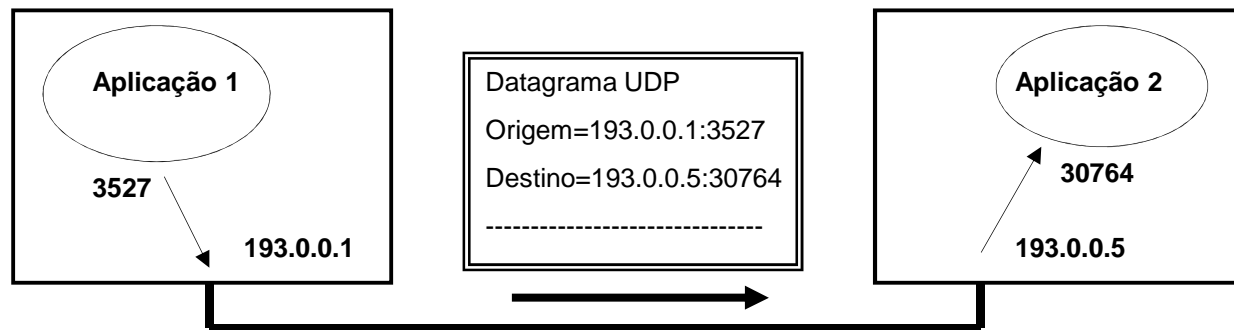 Aplicação 1
3527
193.0.0.1
Datagrama UDP
Origem=193.0.0.1:3527
Destino=193.0.0.5:30764
-------------------------------
Aplicação 2
30764
193.0.0.5